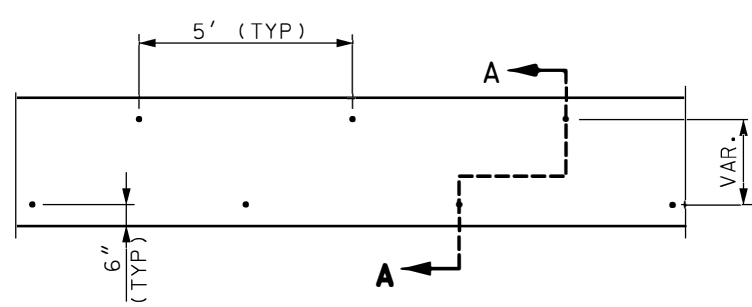 5' (TYP)
A
VAR.
6"
(TYP)
A